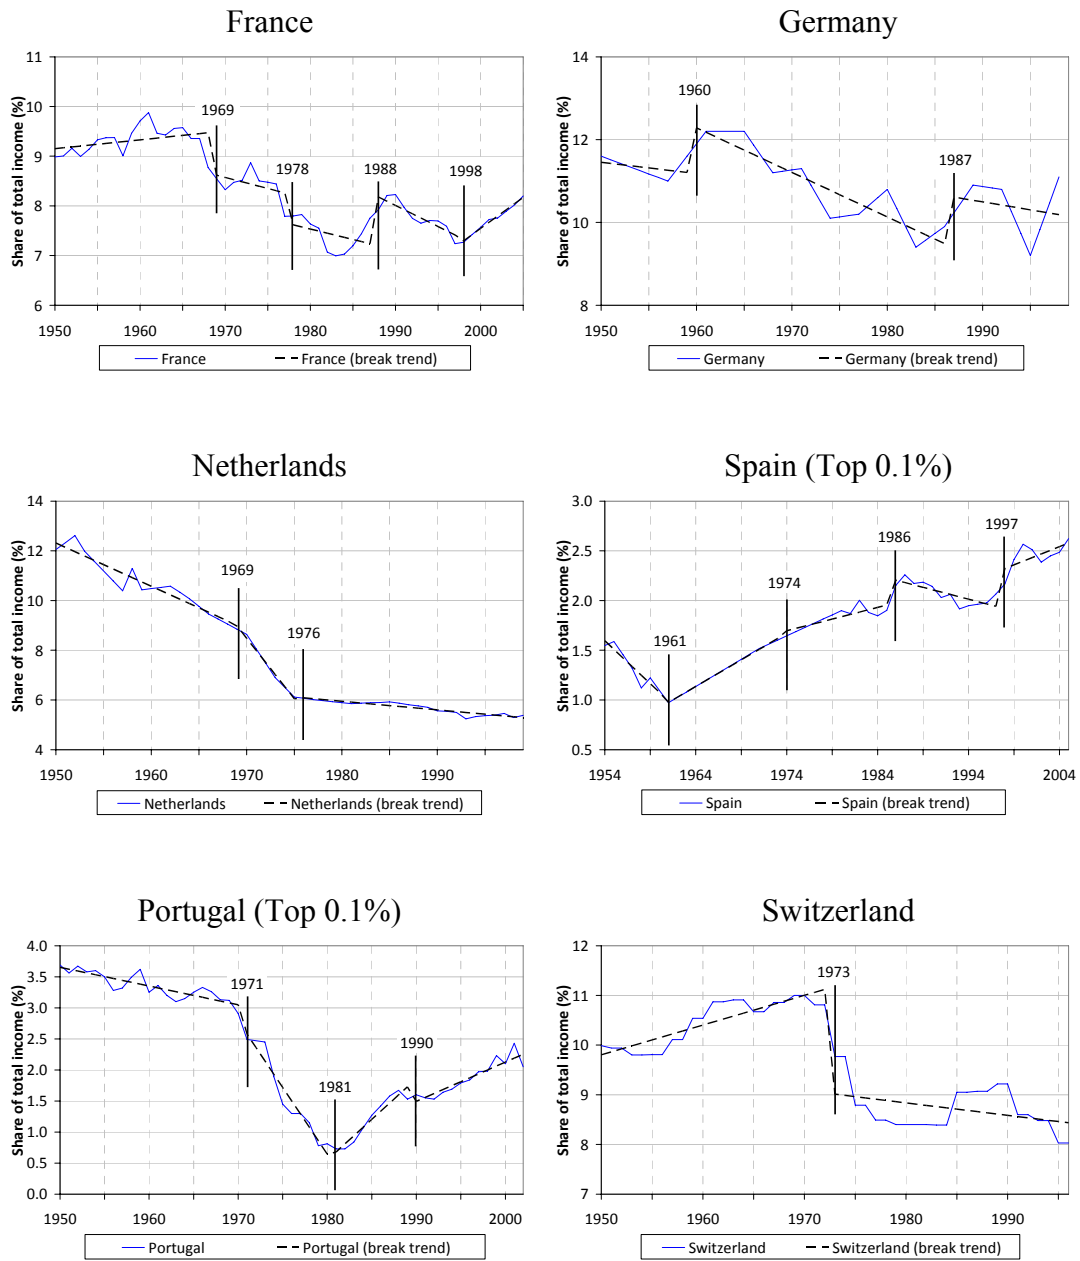 France
Share of total income (%)
11
10
9
8
7
6
1969
1978
1988
1998
1950 1960 1970 1980 1990 2000
France France (break trend)
Germany
Share of total income (%)
14
12
10
8
1960
1987
1950 1960 1970 1980 1990
Germany Germany (break trend)
Netherlands
Share of total income (%)
14
12
10
8
6
4
1969
1976
1950 1960 1970 1980 1990
Netherlands Netherlands (break trend)
Spain (Top 0.1%)
Share of total income (%)
3.0
2.5
2.0
1.5
1.0
0.5
1961
1974
1986
1997
1954 1964 1974 1984 1994 2004
Spain Spain (break trend)
Portugal (Top 0.1%)
Share of total income (%)
4.0
3.5
3.0
2.5
2.0
1.5
1.0
0.5
0.0
1971
1981
1990
1950 1960 1970 1980 1990 2000
Portugal Portugal (break trend)
Switzerland
Share of total income (%)
12
11
10
9
8
7
1973
1950 1960 1970 1980 1990
Switzerland Switzerland (break trend)